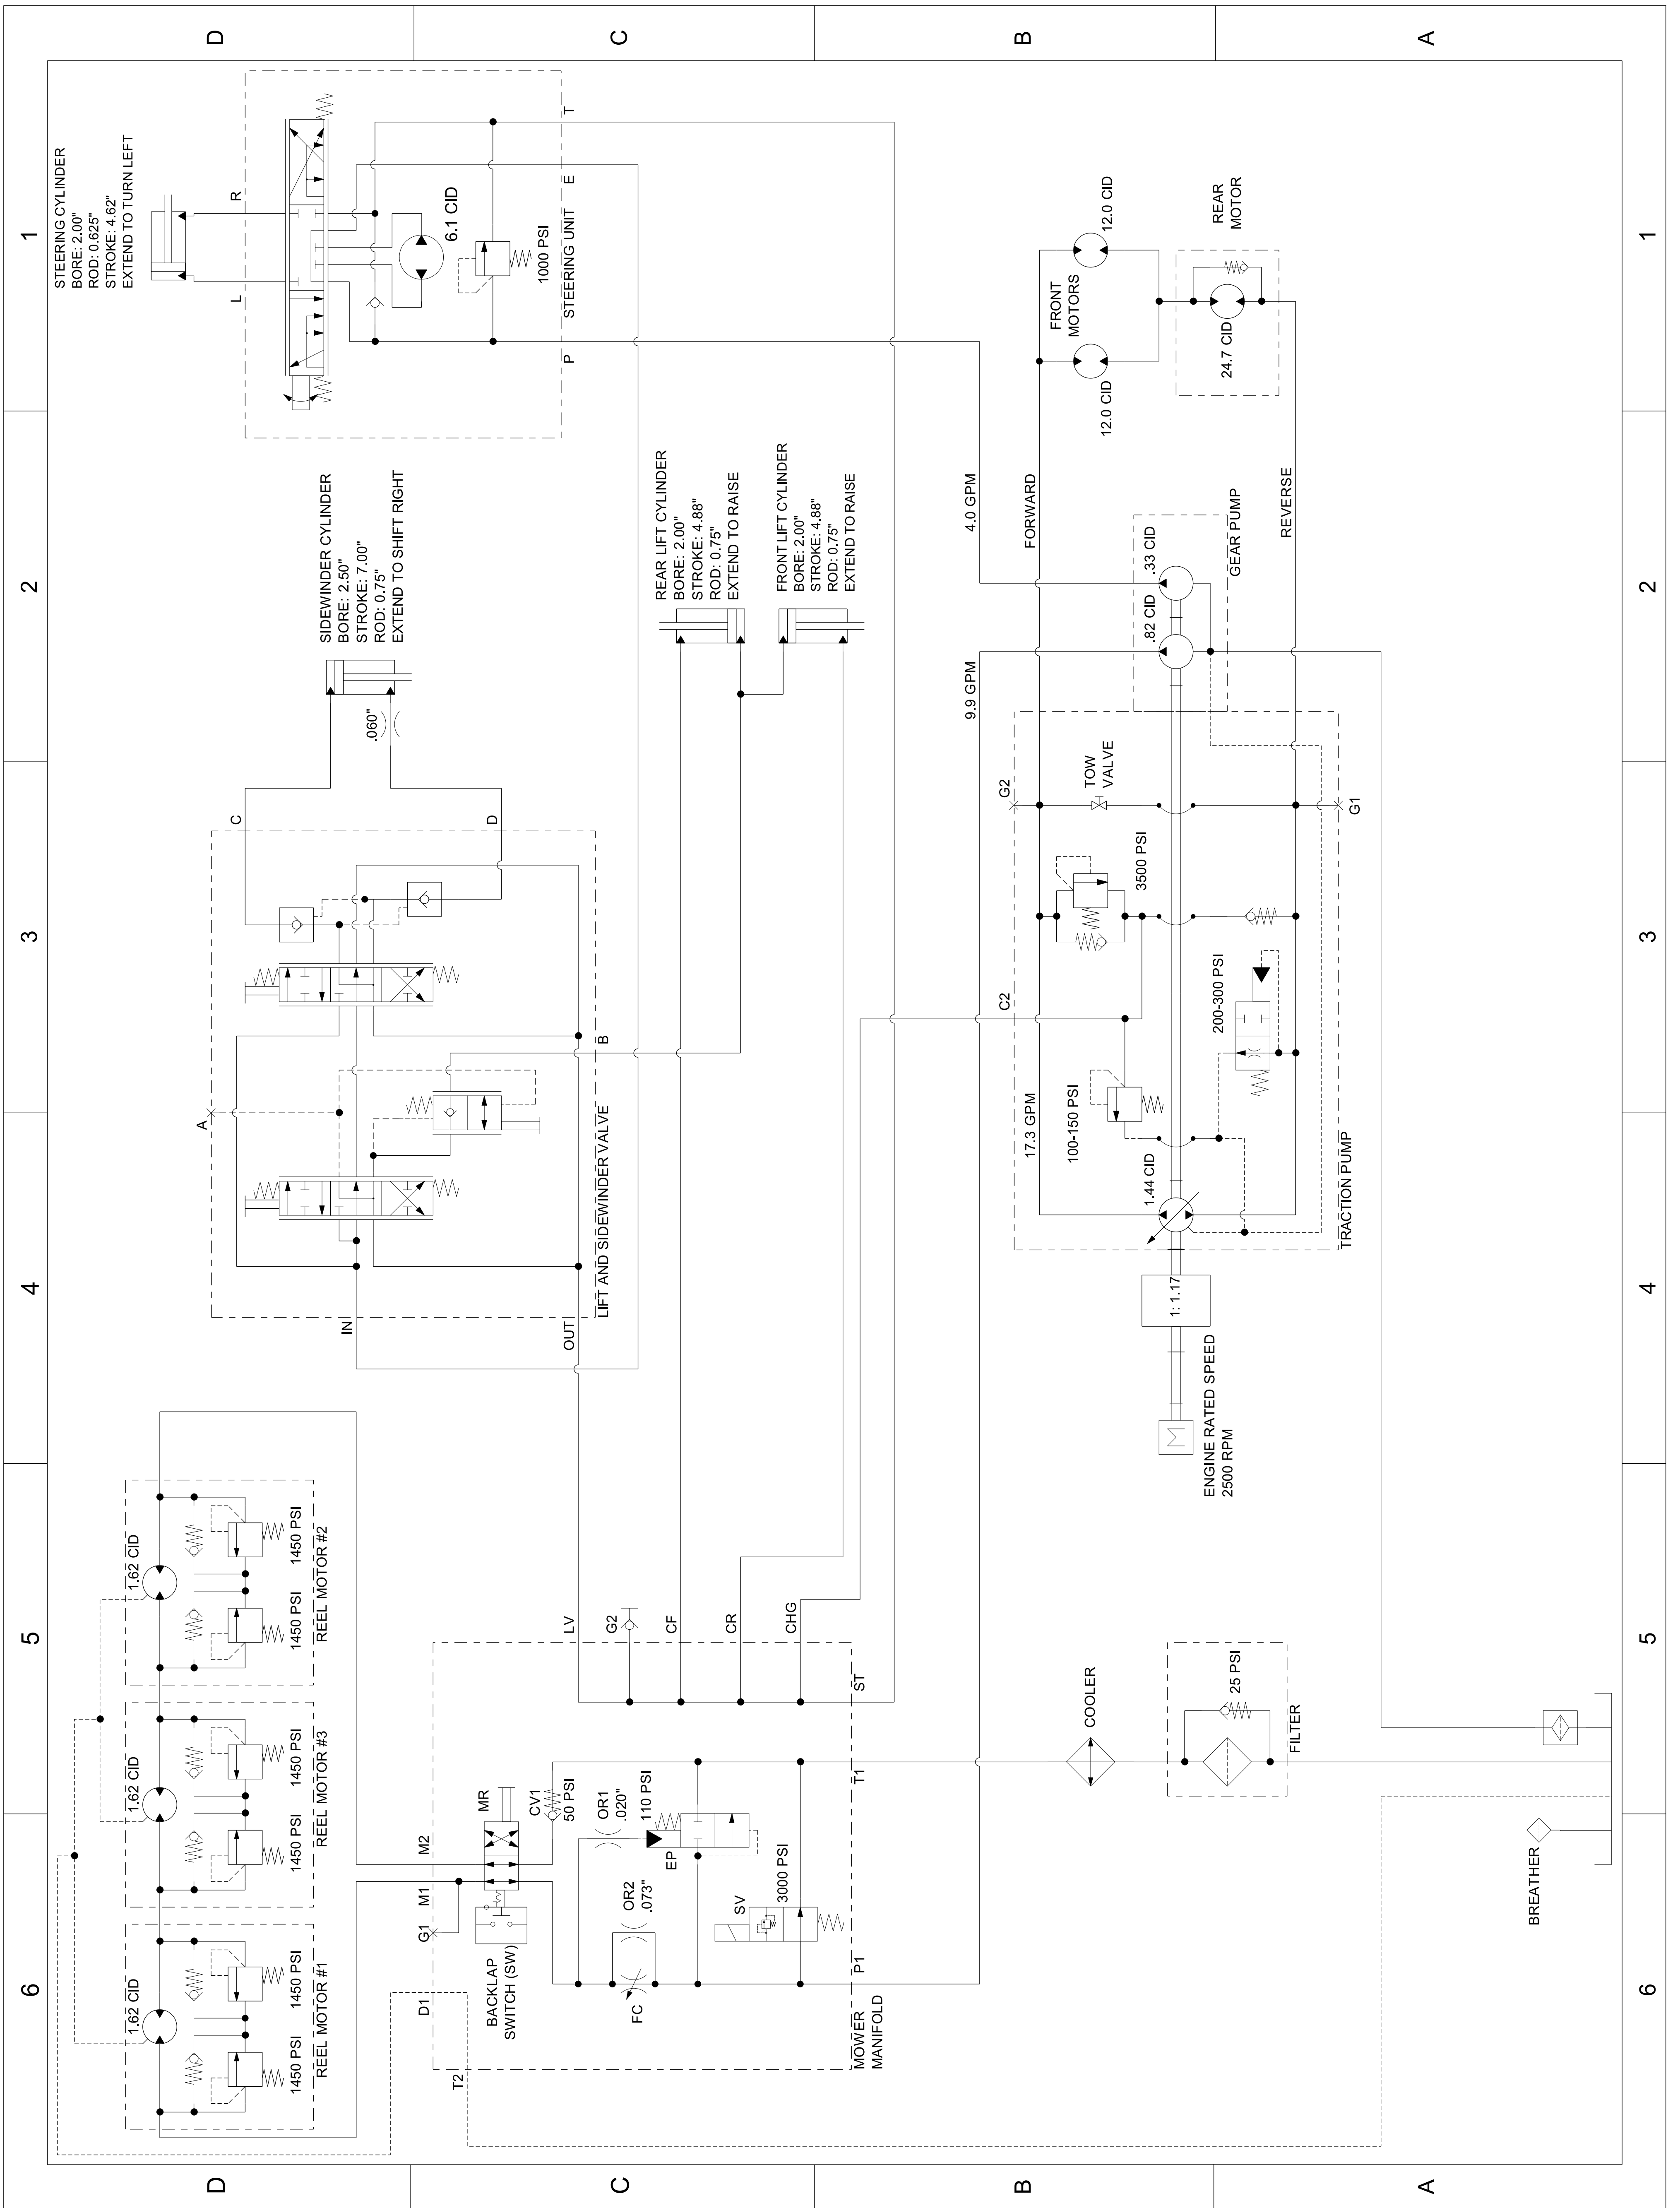 6
5
4
3
2
1
D
D
1.62 CID
1450 PSI
1450 PSI
REEL MOTOR #1
1.62 CID
1450 PSI
1450 PSI
REEL MOTOR #3
1.62 CID
1450 PSI
1450 PSI
REEL MOTOR #2
A
IN
OUT
C
D
B
LIFT AND SIDEWINDER VALVE
SIDEWINDER CYLINDER
BORE: 2.50"
STROKE: 7.00"
ROD: 0.75"
EXTEND TO SHIFT RIGHT
.060"
STEERING CYLINDER
BORE: 2.00"
ROD: 0.625"
STROKE: 4.62"
EXTEND TO TURN LEFT
L
R
6.1 CID
1000 PSI
P
E
T
STEERING UNIT
C
C
T2
D1
G1
M1
M2
BACKLAP
SWITCH (SW)
MR
CV1
50 PSI
OR1
.020"
OR2
.073"
FC
EP
110 PSI
SV
3000 PSI
P1
T1
ST
MOWER
MANIFOLD
LV
G2
CF
CR
CHG
REAR LIFT CYLINDER
BORE: 2.00"
STROKE: 4.88"
ROD: 0.75"
EXTEND TO RAISE
FRONT LIFT CYLINDER
BORE: 2.00"
STROKE: 4.88"
ROD: 0.75"
EXTEND TO RAISE
B
B
9.9 GPM
4.0 GPM
C2
G2
17.3 GPM
FORWARD
100-150 PSI
1.44 CID
3500 PSI
TOW
VALVE
200-300 PSI
G1
TRACTION PUMP
.82 CID
.33 CID
GEAR PUMP
REVERSE
FRONT
MOTORS
12.0 CID
12.0 CID
24.7 CID
REAR
MOTOR
M
1: 1.17
ENGINE RATED SPEED
2500 RPM
COOLER
25 PSI
FILTER
BREATHER
A
A
6
5
4
3
2
1